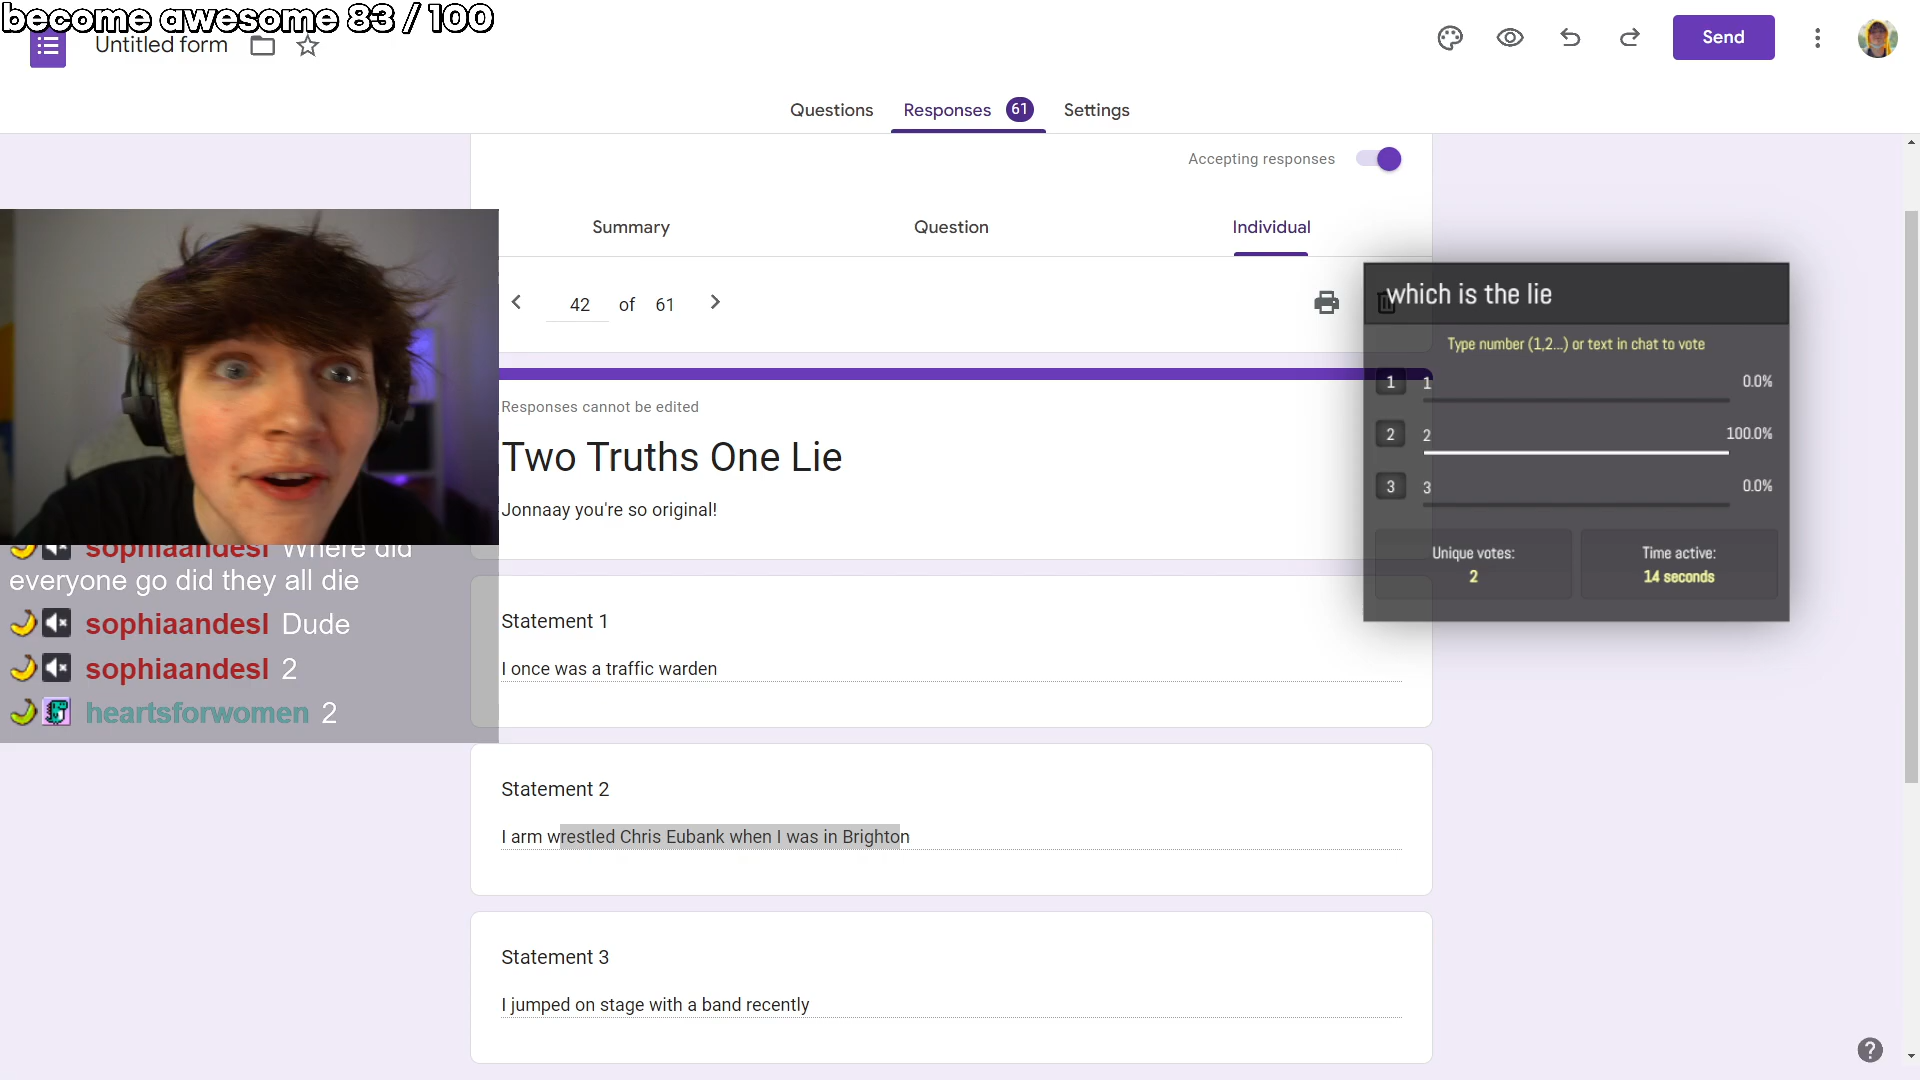 become awesome 83 / 100
Untitled form
Send
Questions
Responses 61
Settings
Accepting responses
Summary
Question
Individual
42 of 61
which is the lie
Type number (1,2...) or text in chat to vote
1 1 0.0%
2 2 100.0%
3 3 0.0%
Unique votes:
2
Time active:
14 seconds
Responses cannot be edited
Two Truths One Lie
Jonnaay you're so original!
sophiaandesl Where did
everyone go did they all die
sophiaandesl Dude
sophiaandesl 2
heartsforwomen 2
Statement 1
I once was a traffic warden
Statement 2
I arm wrestled Chris Eubank when I was in Brighton
Statement 3
I jumped on stage with a band recently